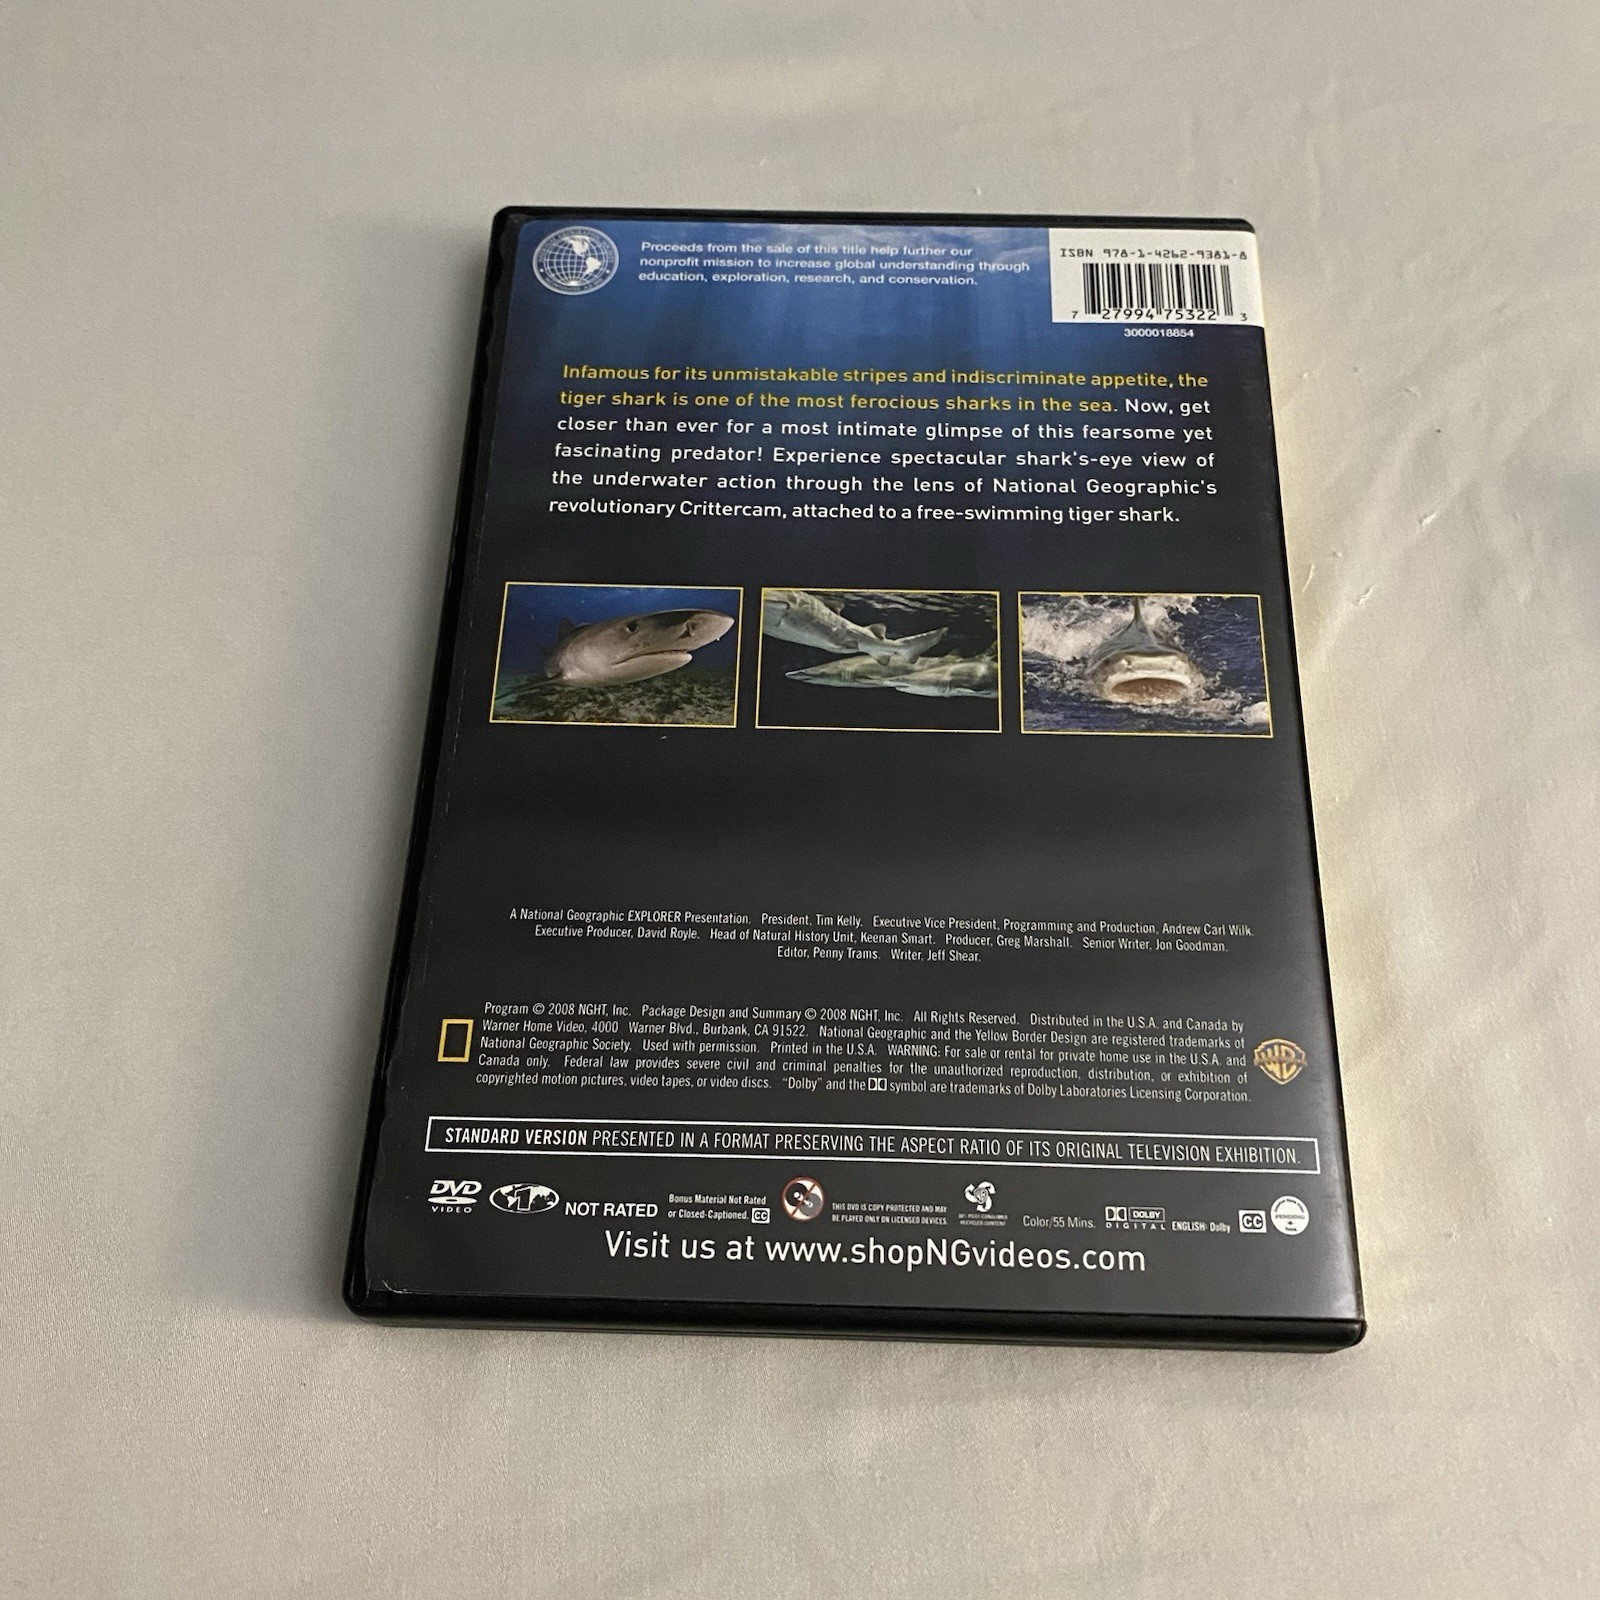 Proceeds from the sale of this title help further our
nonprofit mission to increase global understanding through
education, exploration, research, and conservation.
ISBN 978-1-4262-9381-8
7 27994 75322 3
3000018854
Infamous for its unmistakable stripes and indiscriminate appetite, the
tiger shark is one of the most ferocious sharks in the sea. Now, get
closer than ever for a most intimate glimpse of this fearsome yet
fascinating predator! Experience spectacular shark's-eye view of
the underwater action through the lens of National Geographic's
revolutionary Crittercam, attached to a free-swimming tiger shark.
A National Geographic EXPLORER Presentation. President, Tim Kelly. Executive Vice President, Programming and Production, Andrew Carl Wilk.
Executive Producer, David Royle. Head of Natural History Unit, Keenan Smart. Producer, Greg Marshall. Senior Writer, Jon Goodman.
Editor, Penny Trams. Writer, Jeff Shear.
Program © 2008 NGHT, Inc. Package Design and Summary © 2008 NGHT, Inc. All Rights Reserved. Distributed in the U.S.A. and Canada by
Warner Home Video, 4000 Warner Blvd., Burbank, CA 91522. National Geographic and the Yellow Border Design are registered trademarks of
National Geographic Society. Used with permission. Printed in the U.S.A. WARNING: For sale or rental for private home use in the U.S.A. and
Canada only. Federal law provides severe civil and criminal penalties for the unauthorized reproduction, distribution, or exhibition of
copyrighted motion pictures, video tapes, or video discs. "Dolby" and the symbol are trademarks of Dolby Laboratories Licensing Corporation.
WB
STANDARD VERSION PRESENTED IN A FORMAT PRESERVING THE ASPECT RATIO OF ITS ORIGINAL TELEVISION EXHIBITION.
DVD VIDEO
1
NOT RATED
Bonus Material Not Rated
or Closed-Captioned. CC
THIS DVD IS COPY PROTECTED AND MAY
BE PLAYED ONLY ON LICENSED DEVICES.
Color/55 Mins.
DOLBY DIGITAL
ENGLISH: Dolby
CC
Visit us at www.shopNGvideos.com